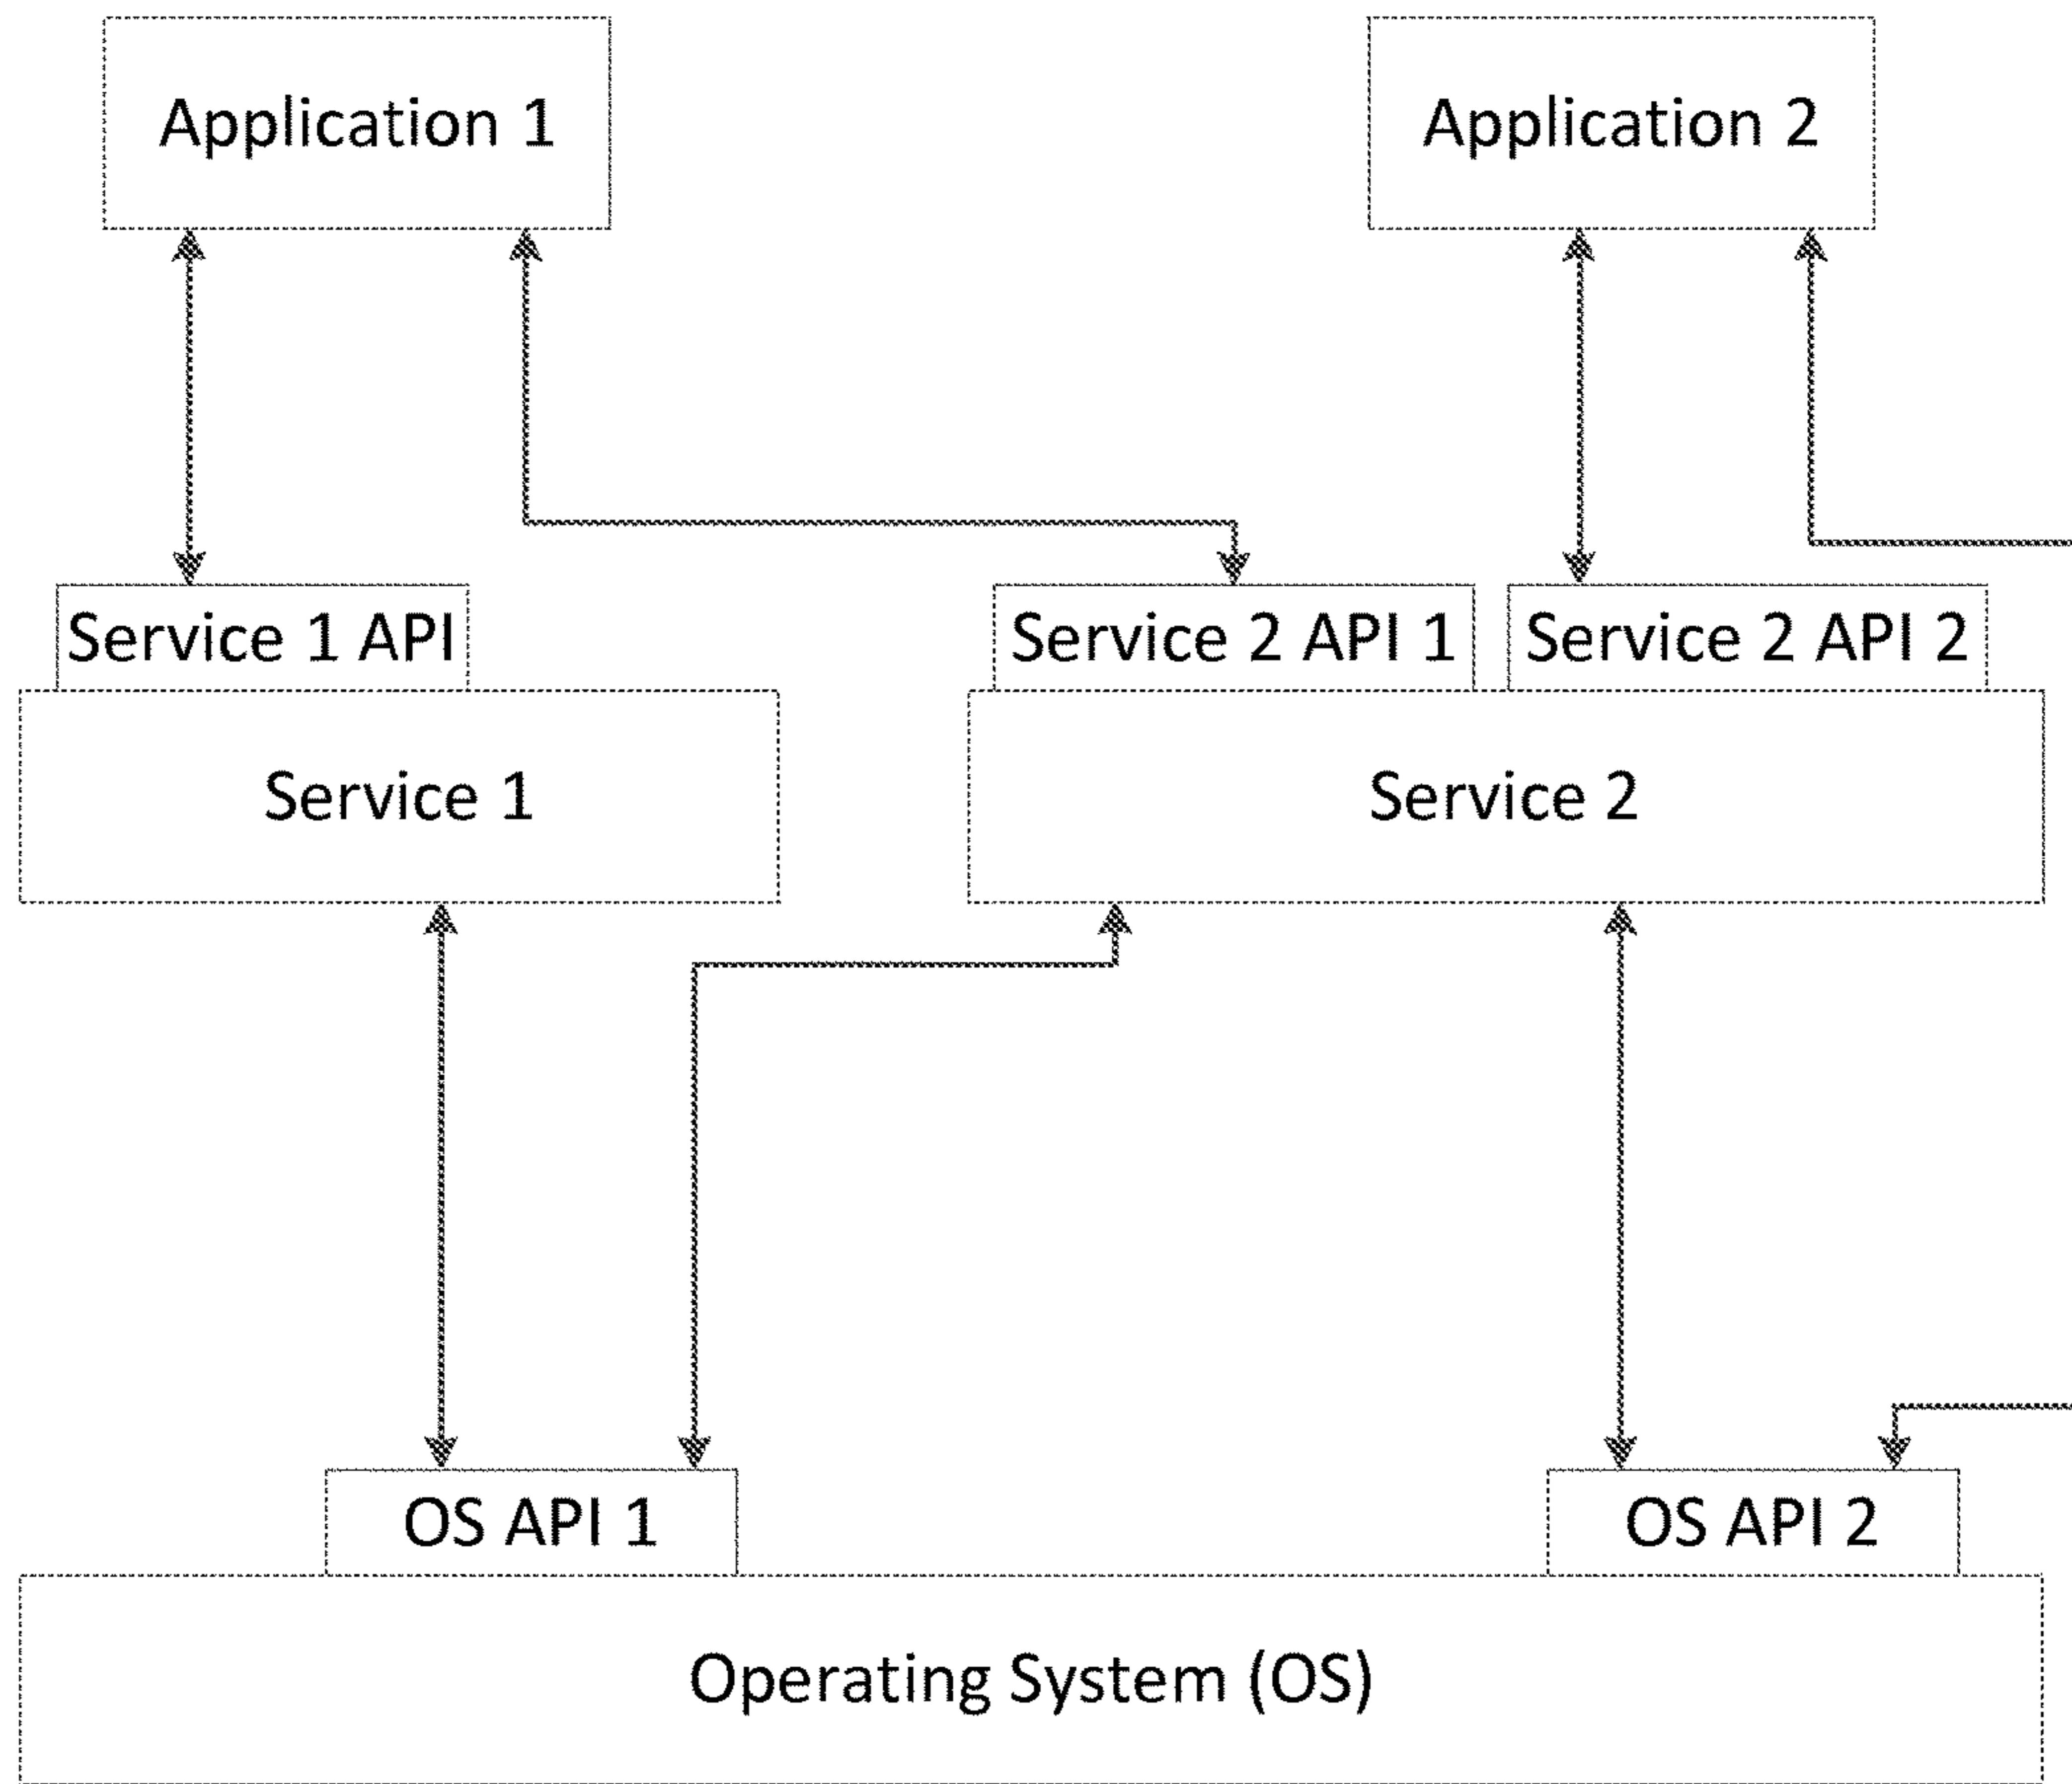 Application 1
Application 2
Service 1 API
Service 2 API 1
Service 2 API 2
Service 1
Service 2
OS API 1
OS API 2
Operating System (OS)